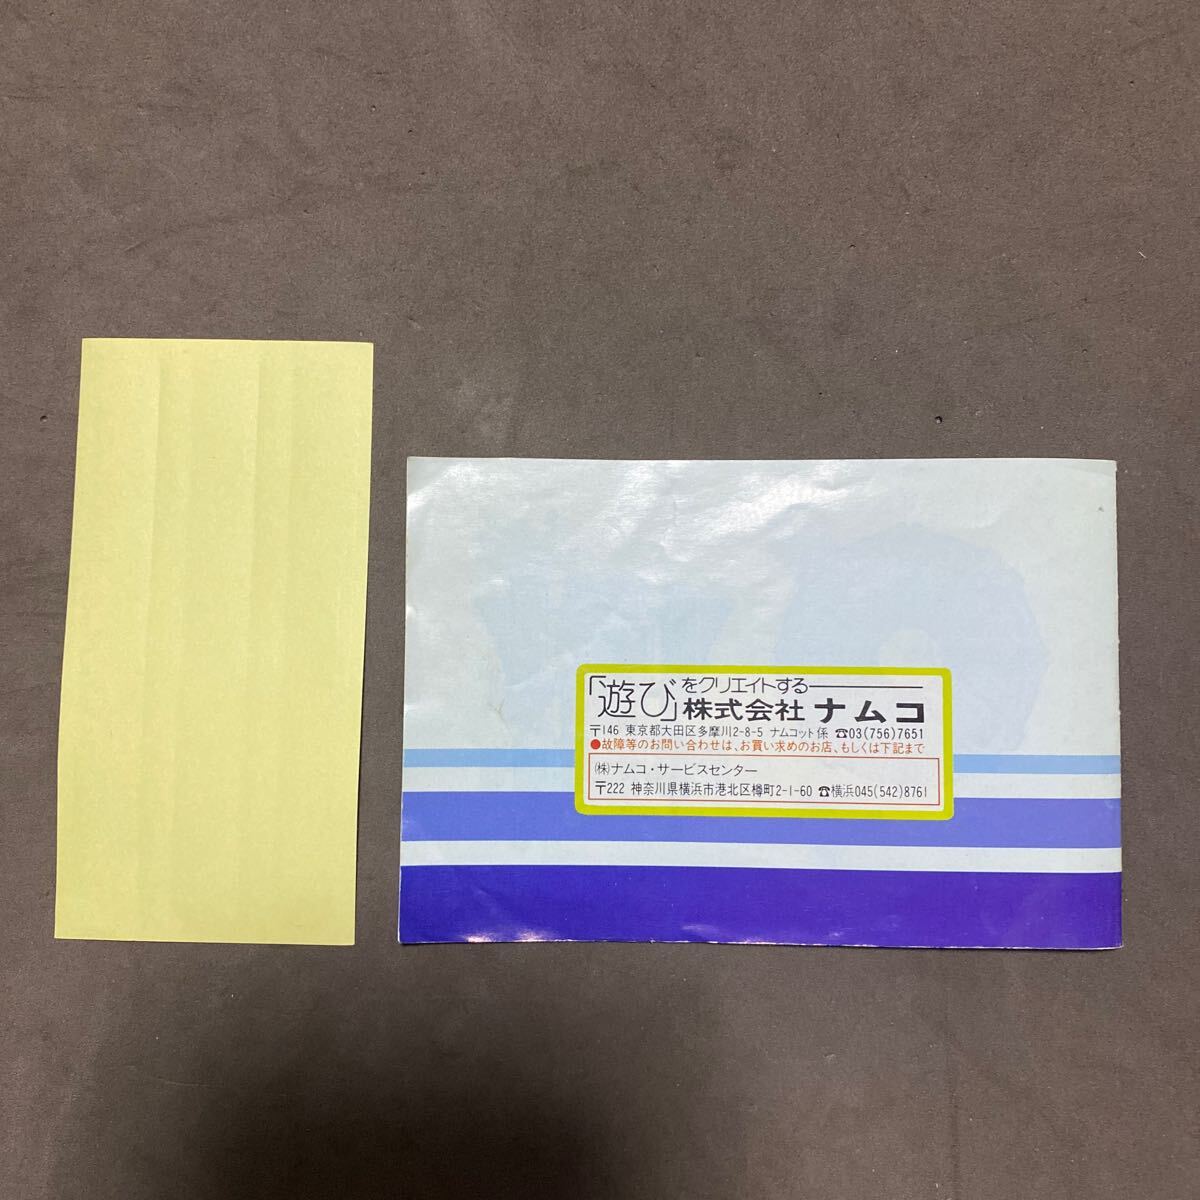 「遊び」をクリエイトする――
株式会社 ナムコ
〒146 東京都大田区多摩川2-8-5 ナムコット係 ☎03(756)7651
●故障等のお問い合わせは、お買い求めのお店、もしくは下記まで
㈱ナムコ・サービスセンター
〒222 神奈川県横浜市港北区樽町2-1-60 ☎横浜045(542)8761